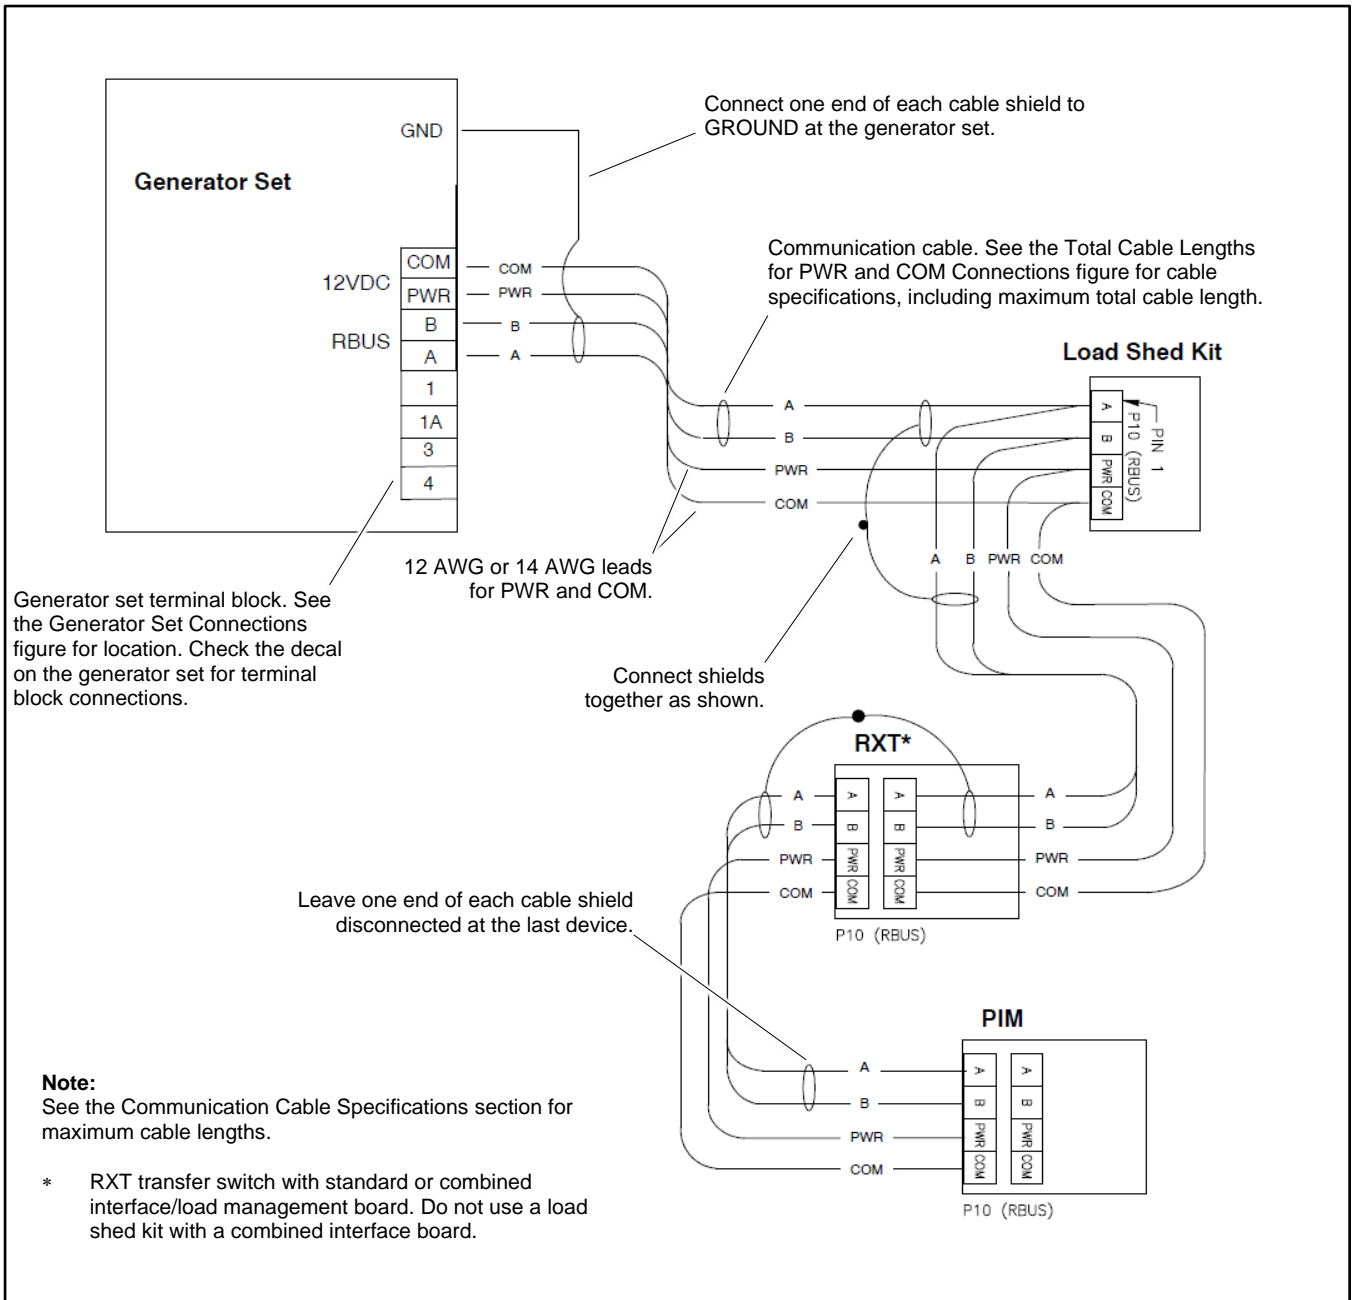 Connect one end of each cable shield to
GROUND at the generator set.
GND
Generator Set
Communication cable. See the Total Cable Lengths
for PWR and COM Connections figure for cable
specifications, including maximum total cable length.
12VDC
COM
COM
PWR
PWR
RBUS
B
B
A
A
1
1A
3
4
Load Shed Kit
A
B
PWR
COM
A
B
PWR
COM
P10 (RBUS)
PIN 1
12 AWG or 14 AWG leads
for PWR and COM.
A B PWR COM
Generator set terminal block. See
the Generator Set Connections
figure for location. Check the decal
on the generator set for terminal
block connections.
Connect shields
together as shown.
RXT*
A
A
A
A
B
B
B
B
PWR
PWR
PWR
PWR
COM
COM
COM
COM
P10 (RBUS)
Leave one end of each cable shield
disconnected at the last device.
PIM
A
A
A
B
B
B
PWR
PWR
PWR
COM
COM
COM
P10 (RBUS)
Note:
See the Communication Cable Specifications section for
maximum cable lengths.
* RXT transfer switch with standard or combined
interface/load management board. Do not use a load
shed kit with a combined interface board.